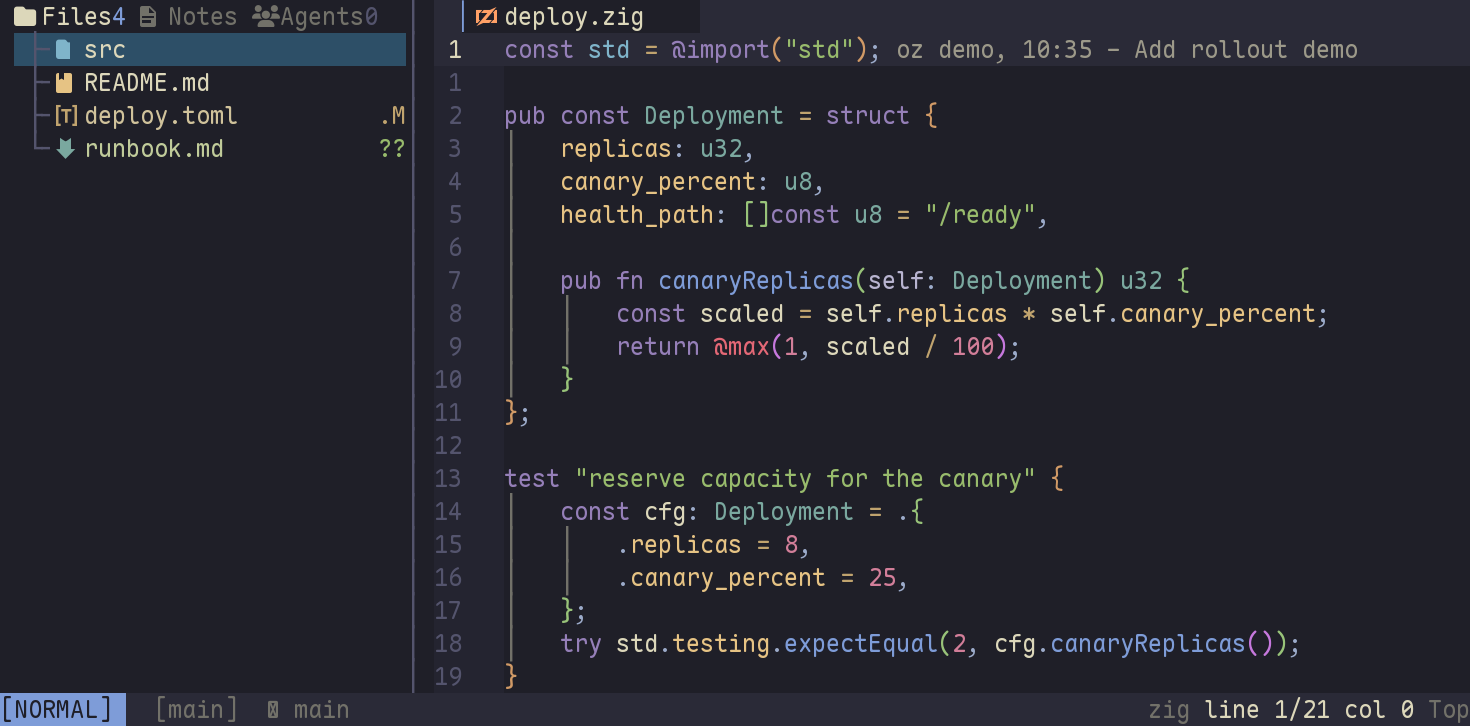 Files4 Notes Agents0
src
README.md
[T] deploy.toml .M
runbook.md ??
deploy.zig
1 const std = @import("std"); oz demo, 10:35 – Add rollout demo
1
2 pub const Deployment = struct {
3 replicas: u32,
4 canary_percent: u8,
5 health_path: []const u8 = "/ready",
6
7 pub fn canaryReplicas(self: Deployment) u32 {
8 const scaled = self.replicas * self.canary_percent;
9 return @max(1, scaled / 100);
10 }
11 };
12
13 test "reserve capacity for the canary" {
14 const cfg: Deployment = .{
15 .replicas = 8,
16 .canary_percent = 25,
17 };
18 try std.testing.expectEqual(2, cfg.canaryReplicas());
19 }
[NORMAL] [main] main zig line 1/21 col 0 Top